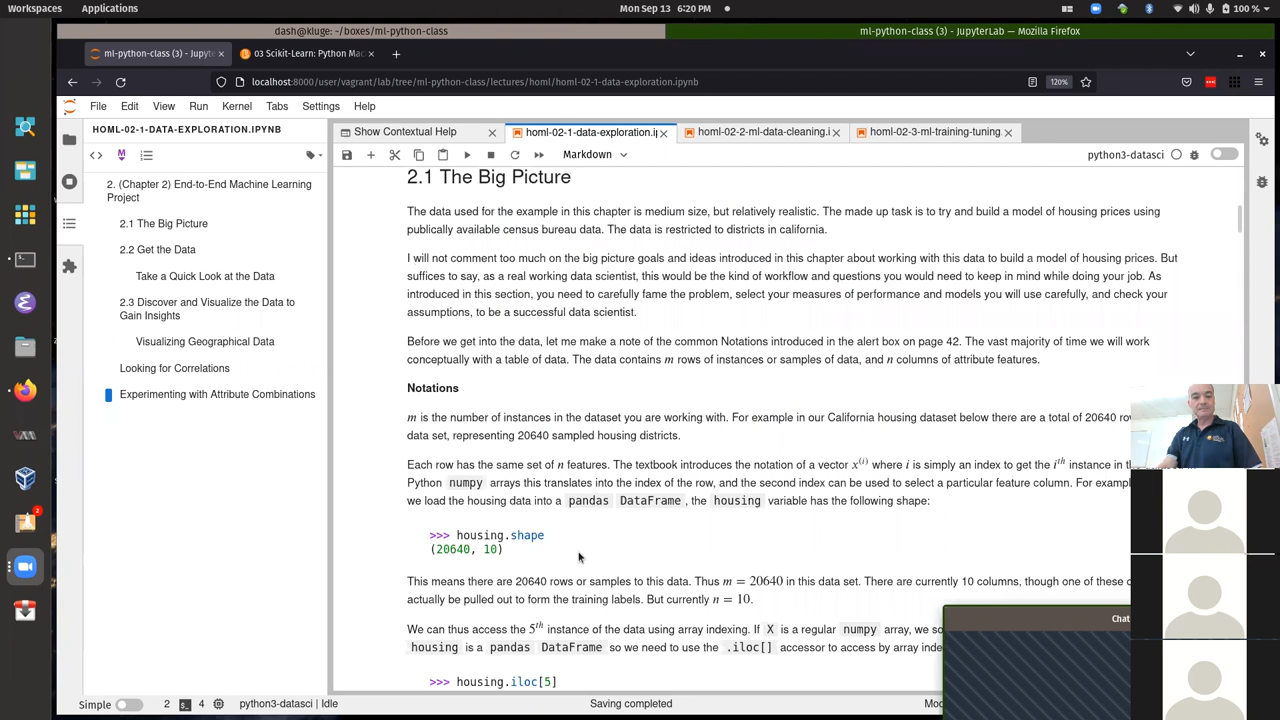 Workspaces Applications Mon Sep 13 6:20 PM 100 %
dash@kluge: ~/boxes/ml-python-class ml-python-class (3) — JupyterLab — Mozilla Firefox
ml-python-class (3) - Jupyte 03 Scikit-Learn: Python Mac
localhost:8000/user/vagrant/lab/tree/ml-python-class/lectures/homl/homl-02-1-data-exploration.ipynb 120%
File Edit View Run Kernel Tabs Settings Help
HOML-02-1-DATA-EXPLORATION.IPYNB
2. (Chapter 2) End-to-End Machine Learning
Project
2.1 The Big Picture
2.2 Get the Data
Take a Quick Look at the Data
2.3 Discover and Visualize the Data to
Gain Insights
Visualizing Geographical Data
Looking for Correlations
Experimenting with Attribute Combinations
Show Contextual Help homl-02-1-data-exploration.ip homl-02-2-ml-data-cleaning.i homl-02-3-ml-training-tuning.
Markdown python3-datasci
2.1 The Big Picture
The data used for the example in this chapter is medium size, but relatively realistic. The made up task is to try and build a model of housing prices using
publically available census bureau data. The data is restricted to districts in california.
I will not comment too much on the big picture goals and ideas introduced in this chapter about working with this data to build a model of housing prices. But
suffices to say, as a real working data scientist, this would be the kind of workflow and questions you would need to keep in mind while doing your job. As
introduced in this section, you need to carefully fame the problem, select your measures of performance and models you will use carefully, and check your
assumptions, to be a successful data scientist.
Before we get into the data, let me make a note of the common Notations introduced in the alert box on page 42. The vast majority of time we will work
conceptually with a table of data. The data contains m rows of instances or samples of data, and n columns of attribute features.
Notations
m is the number of instances in the dataset you are working with. For example in our California housing dataset below there are a total of 20640
data set, representing 20640 sampled housing districts.
Each row has the same set of n features. The textbook introduces the notation of a vector x^(i) where i is simply an index to get the i^th instance in
Python numpy arrays this translates into the index of the row, and the second index can be used to select a particular feature column. For
we load the housing data into a pandas DataFrame, the housing variable has the following shape:
>>> housing.shape
(20640, 10)
This means there are 20640 rows or samples to this data. Thus m = 20640 in this data set. There are currently 10 columns, though one of these
actually be pulled out to form the training labels. But currently n = 10.
We can thus access the 5^th instance of the data using array indexing. If X is a regular numpy array, we
housing is a pandas DataFrame so we need to use the .iloc[] accessor to access by array
>>> housing.iloc[5]
Chat
2
Simple 2 4 python3-datasci | Idle Saving completed